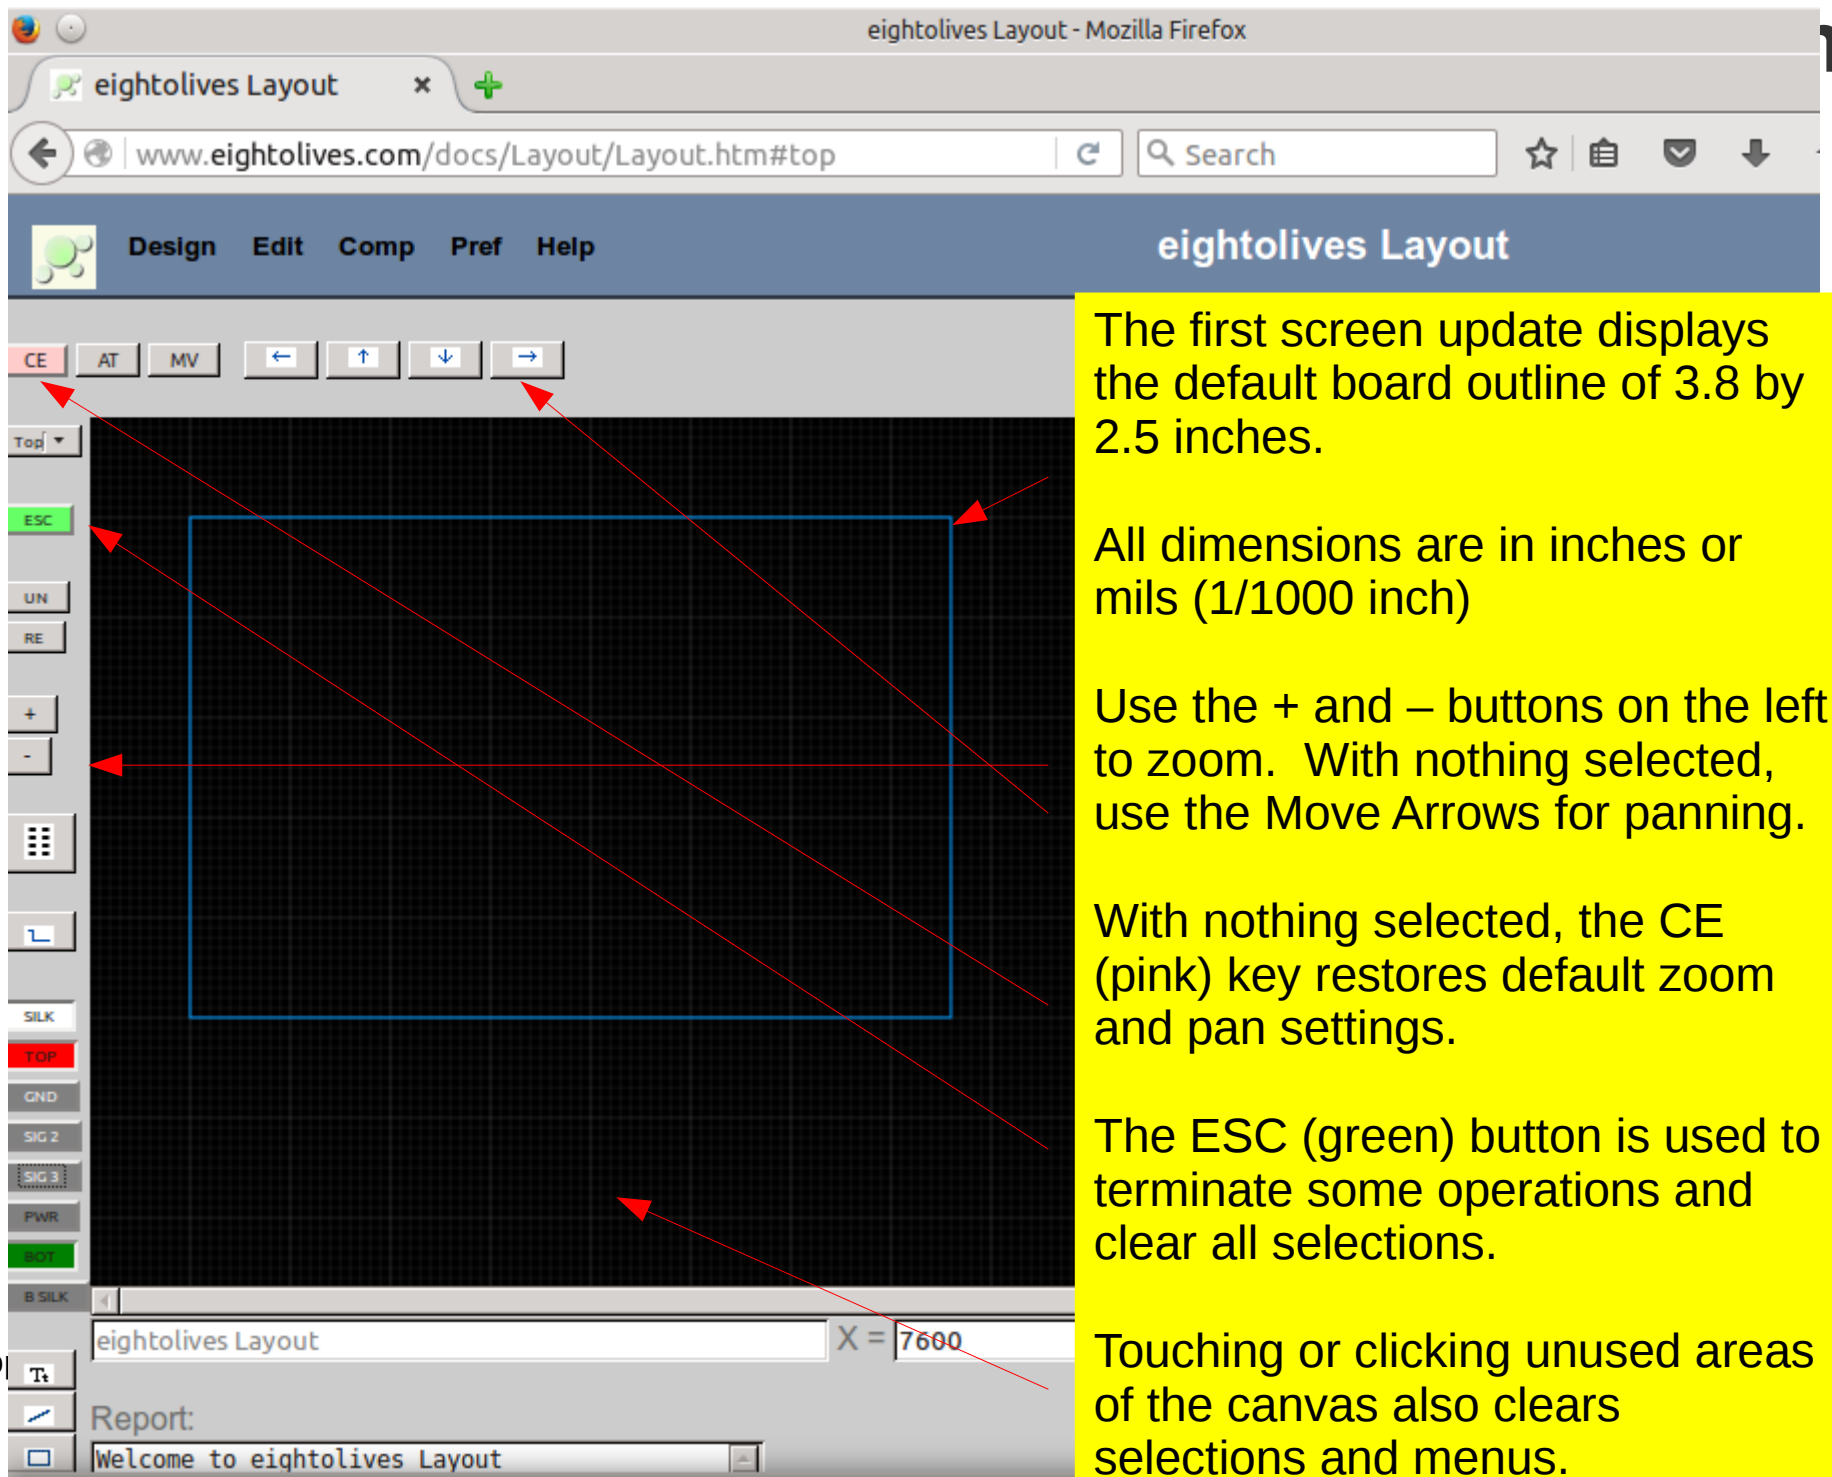 eightolives Layout - Mozilla Firefox
eightolives Layout
www.eightolives.com/docs/Layout/Layout.htm#top
Search
Design Edit Comp Pref Help
eightolives Layout
CE AT MV
Top
ESC
UN
RE
+
-
SILK
TOP
GND
SIG 2
SIG 3
PWR
BOT
B SILK
eightolives Layout
X = 7600
Tt
Report:
Welcome to eightolives Layout
The first screen update displays
the default board outline of 3.8 by
2.5 inches.
All dimensions are in inches or
mils (1/1000 inch)
Use the + and – buttons on the left
to zoom. With nothing selected,
use the Move Arrows for panning.
With nothing selected, the CE
(pink) key restores default zoom
and pan settings.
The ESC (green) button is used to
terminate some operations and
clear all selections.
Touching or clicking unused areas
of the canvas also clears
selections and menus.